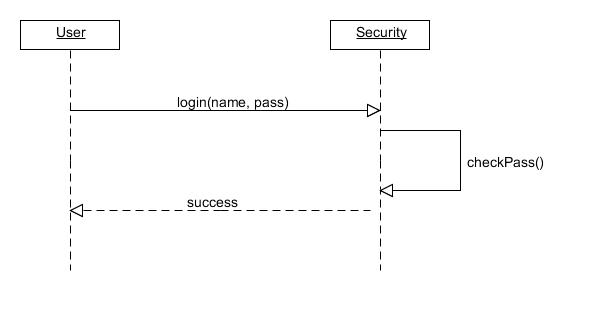 User
Security
login(name, pass)
checkPass()
success